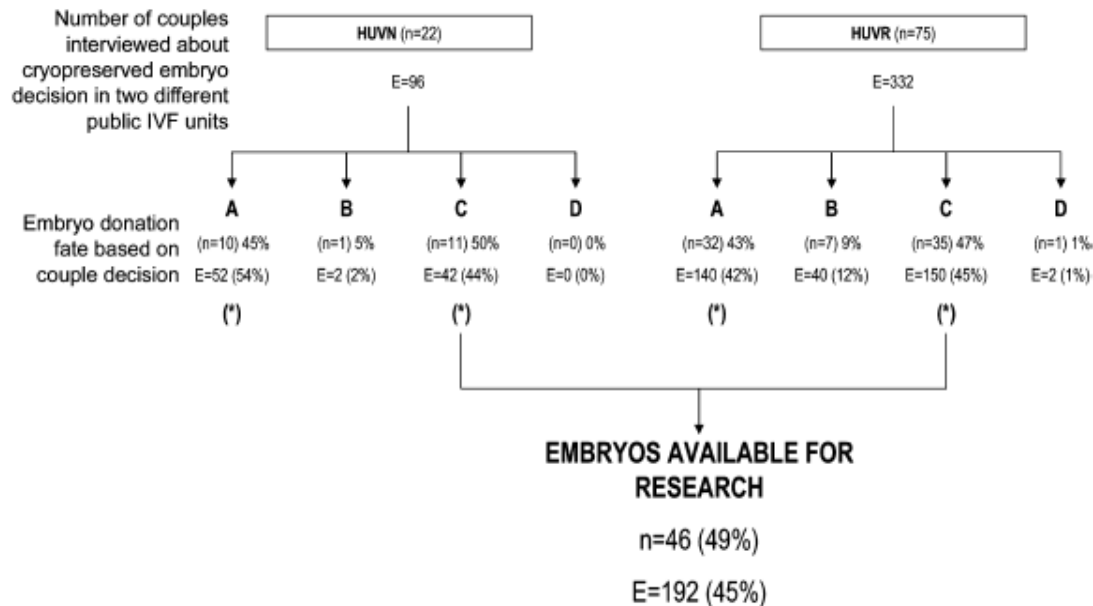 Number of couples
interviewed about
cryopreserved embryo
decision in two different
public IVF units
HUVN (n=22)
HUVR (n=75)
E=96
E=332
Embryo donation
fate based on
couple decision
A B C D
(n=10) 45% (n=1) 5% (n=11) 50% (n=0) 0%
E=52 (54%) E=2 (2%) E=42 (44%) E=0 (0%)
(*) (*)
A B C D
(n=32) 43% (n=7) 9% (n=35) 47% (n=1) 1%
E=140 (42%) E=40 (12%) E=150 (45%) E=2 (1%)
(*) (*)
EMBRYOS AVAILABLE FOR
RESEARCH
n=46 (49%)
E=192 (45%)